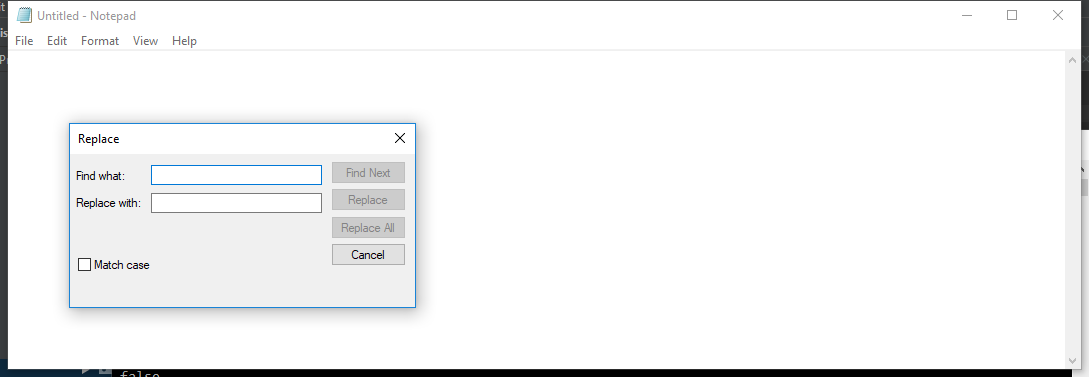 Untitled - Notepad
File Edit Format View Help
Replace
Find what:
Find Next
Replace with:
Replace
Replace All
Cancel
Match case
false